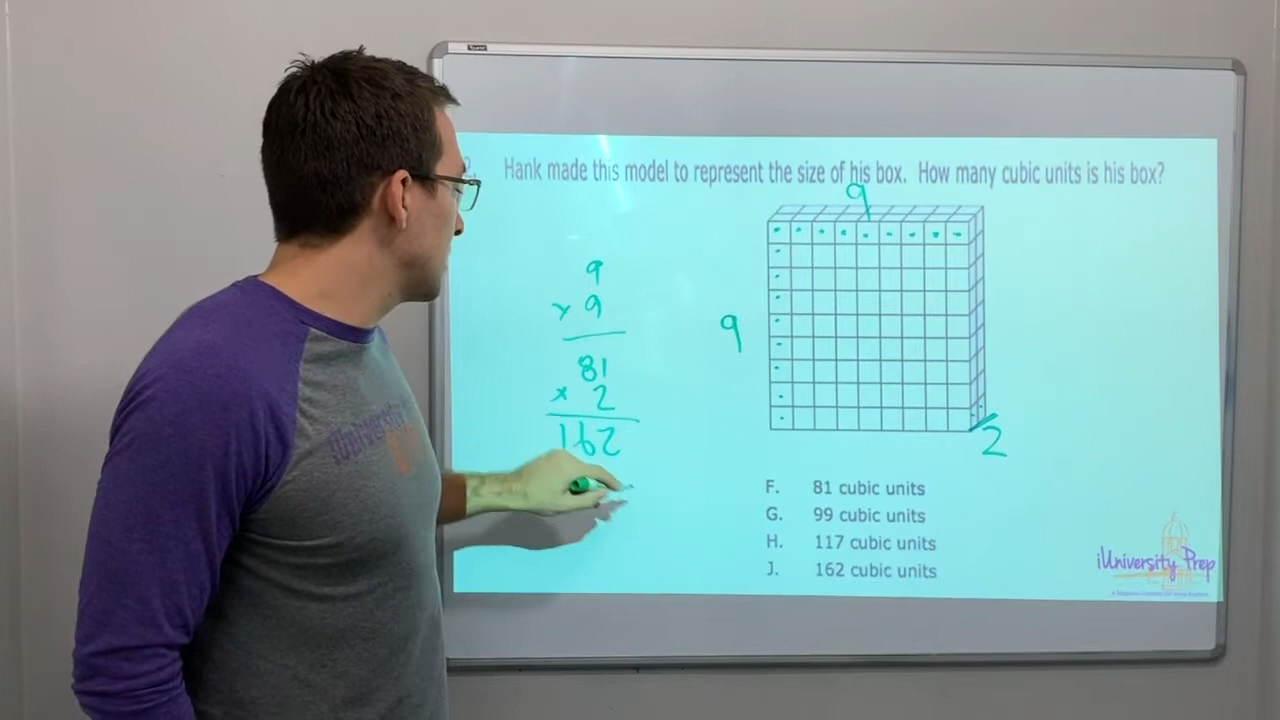 2. Hank made this model to represent the size of his box. How many cubic units is his box?
9
9
x 9
81
x 2
162
9
2
F. 81 cubic units
G. 99 cubic units
H. 117 cubic units
J. 162 cubic units
iUniversity Prep
iUniversity